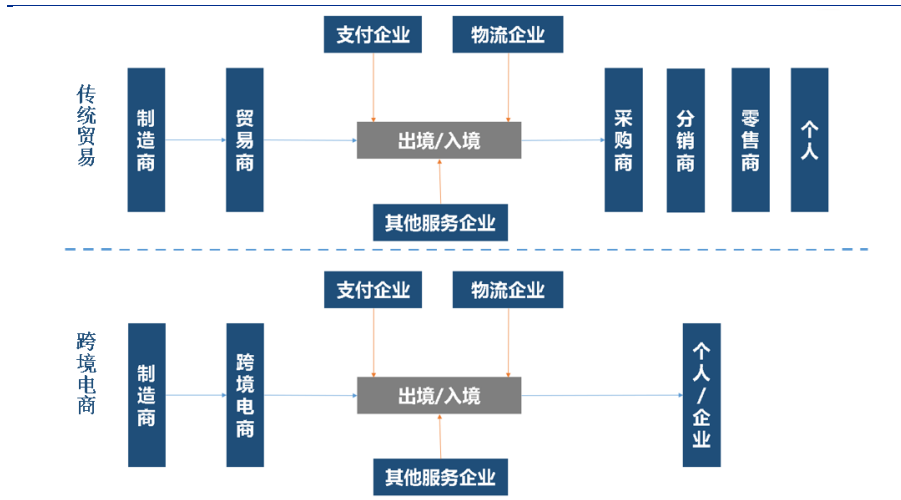 支付企业
物流企业
传统贸易
制造商
贸易商
出境/入境
采购商
分销商
零售商
个人
其他服务企业
支付企业
物流企业
跨境电商
制造商
跨境电商
出境/入境
个人/企业
其他服务企业